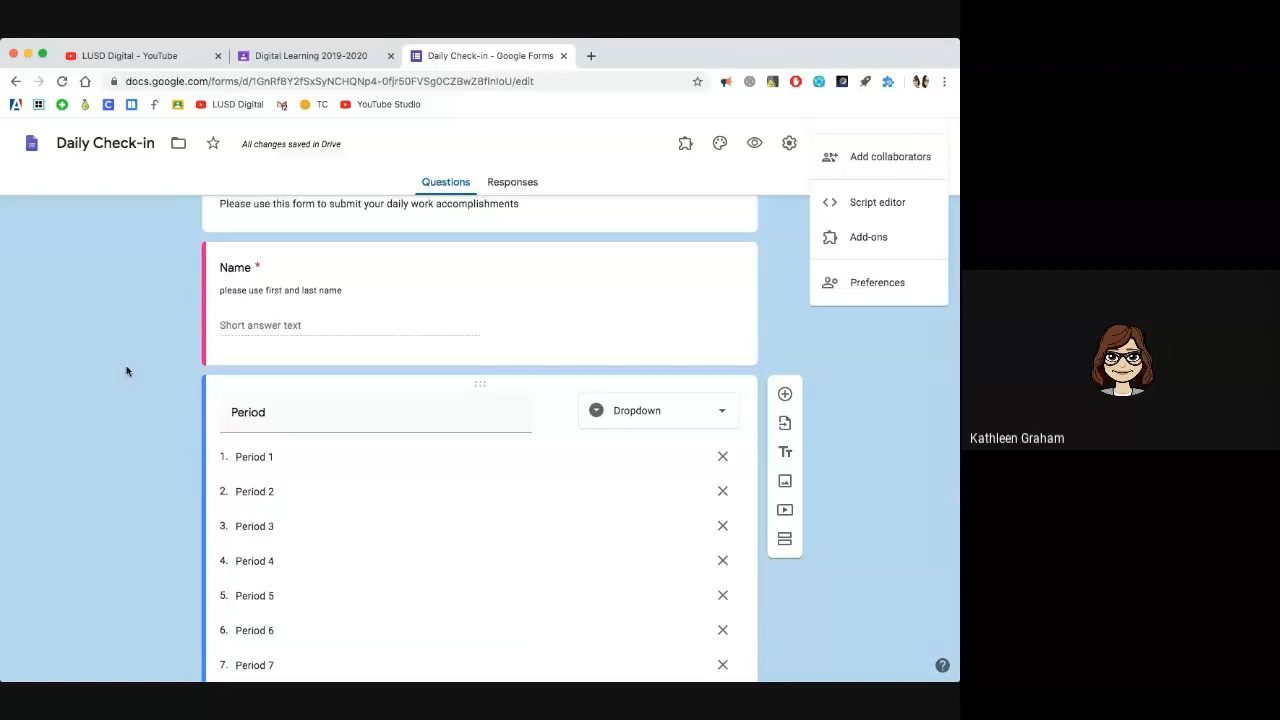 LUSD Digital - YouTube
Digital Learning 2019-2020
Daily Check-in - Google Forms
docs.google.com/forms/d/1GnRf8Y2fSxSyNCHQNp4-0fjr50FVSg0CZBwZ8fInIoU/edit
LUSD Digital
TC
YouTube Studio
Daily Check-in
All changes saved in Drive
Add collaborators
Questions
Responses
Script editor
Please use this form to submit your daily work accomplishments
Add-ons
Name *
Preferences
please use first and last name
Short answer text
Period
Dropdown
1. Period 1
2. Period 2
3. Period 3
4. Period 4
5. Period 5
6. Period 6
7. Period 7
Kathleen Graham